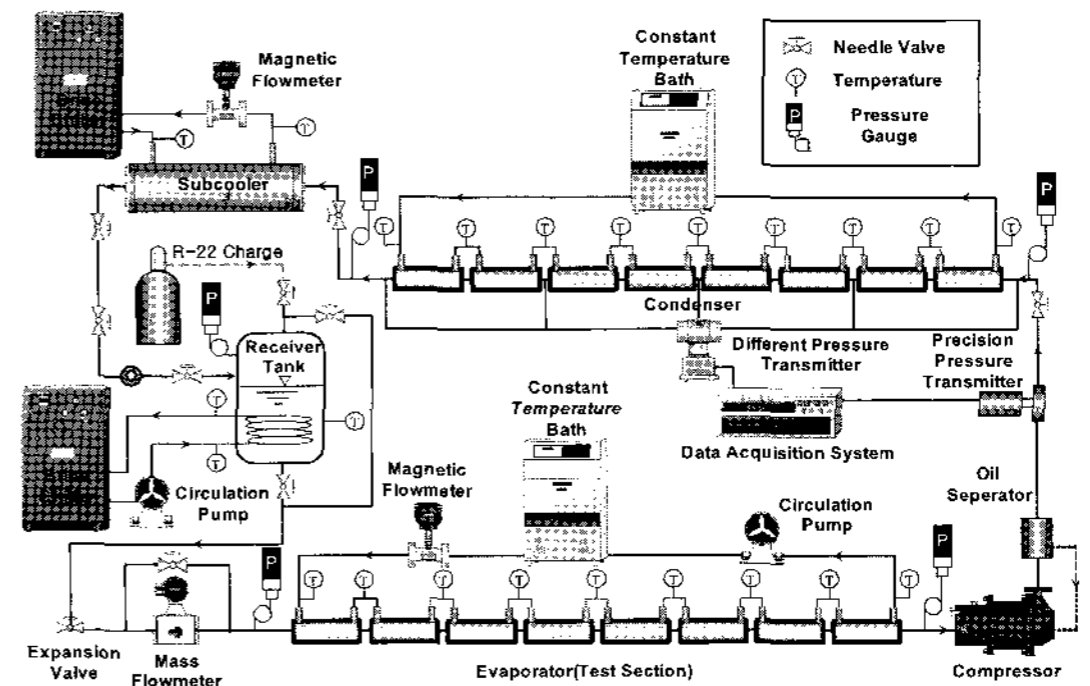 Magnetic
Flowmeter
Constant
Temperature
Bath
Needle Valve
T
Temperature
P
Pressure
Gauge
T
T
Subcooler
P
P
T
T
T
T
T
T
T
T
T
R-22 Charge
P
Condenser
Receiver
Tank
Different Pressure
Transmitter
Precision
Pressure
Transmitter
Constant
Temperature
Bath
T
T
T
Data Acquisition System
Magnetic
Flowmeter
Circulation
Pump
Circulation
Pump
Oil
Seperator
P
P
T
T
T
T
T
T
T
T
T
Expansion
Valve
Mass
Flowmeter
Evaporator(Test Section)
Compressor